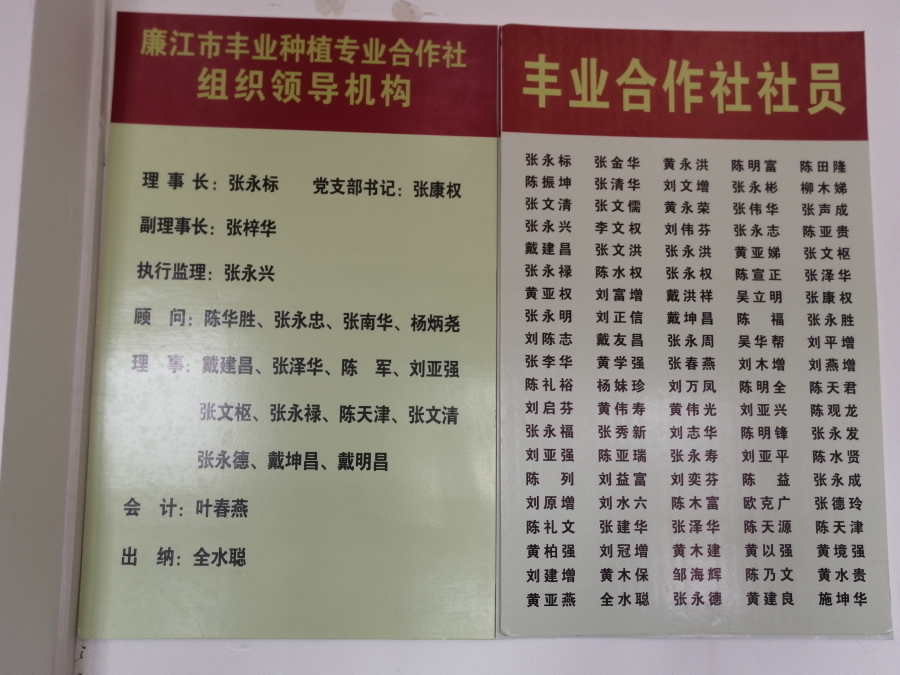 廉江市丰业种植专业合作社
组织领导机构
理事长：张永标 党支部书记：张康权
副理事长：张梓华
执行监理：张永兴
顾 问：陈华胜、张永忠、张南华、杨炳尧
理 事：戴建昌、张泽华、陈 军、刘亚强
张文枢、张永禄、陈天津、张文清
张永德、戴坤昌、戴明昌
会 计：叶春燕
出 纳：全水聪
丰业合作社社员
张永标 张金华 黄永洪 陈明富 陈田隆
陈振坤 张清华 刘文增 张永彬 柳木娣
张文清 张文儒 黄永荣 张伟华 张声成
张永兴 李文权 刘伟芬 张永志 陈亚贵
戴建昌 张文洪 张永洪 黄亚娣 张文枢
张永禄 陈水权 张永权 陈宣正 张泽华
黄亚权 刘富增 戴洪祥 吴立明 张康权
张永明 刘正信 戴坤昌 陈 福 张永胜
刘陈志 戴友昌 张永周 吴华帮 刘平增
张李华 黄学强 张春燕 刘木增 刘燕增
陈礼裕 杨妹珍 刘万凤 陈明全 陈天君
刘启芬 黄伟寿 黄伟光 刘亚兴 陈观龙
张永福 张秀新 刘志华 陈明锋 张永发
刘亚强 陈亚瑞 张永寿 刘亚平 陈水贤
陈 列 刘益富 刘奕芬 陈 益 张永成
刘原增 刘水六 陈木富 欧克广 张德玲
陈礼文 张建华 张泽华 陈天源 陈天津
黄柏强 刘冠增 黄木建 黄以强 黄境强
刘建增 黄木保 邹海辉 陈乃文 黄水贵
黄亚燕 全水聪 张永德 黄建良 施坤华